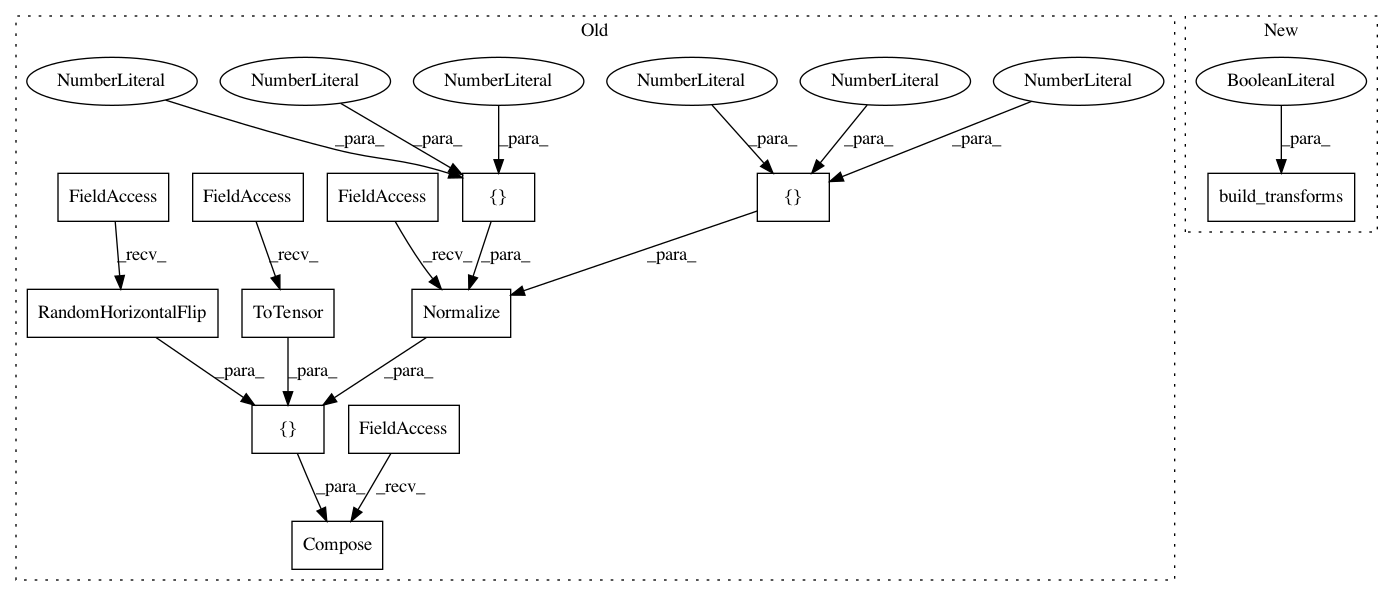 Old
New
NumberLiteral NumberLiteral NumberLiteral NumberLiteral NumberLiteral NumberLiteral BooleanLiteral
_para_ _para_ _para_ _para_ _para_ _para_ _para_
FieldAccess FieldAccess FieldAccess {} {} build_transforms
_recv_ _recv_ _recv_ _para_ _para_
RandomHorizontalFlip ToTensor Normalize
_para_ _para_ _para_
{} FieldAccess
_para_ _recv_
Compose